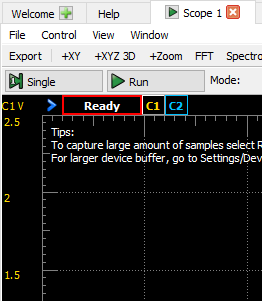 Welcome Help Scope 1
File Control View Window
Export +XY +XYZ 3D +Zoom FFT Spectro
Single Run Mode:
C1 V Ready C1 C2
2.5
Tips:
To capture large amount of samples select R
For larger device buffer, go to Settings/Dev
2
1.5